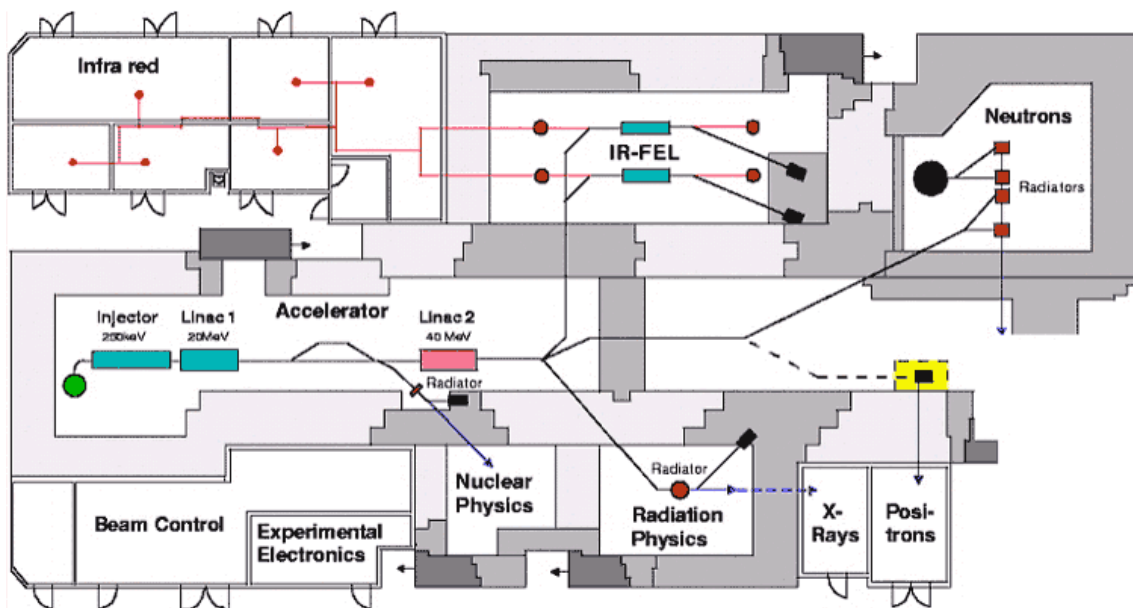 Infra red
IR-FEL
Neutrons
Radiators
Accelerator
Injector
250keV
Linac 1
20MeV
Linac 2
40 MeV
Radiator
Nuclear
Physics
Radiator
Radiation
Physics
X-
Rays
Posi-
trons
Beam Control
Experimental
Electronics